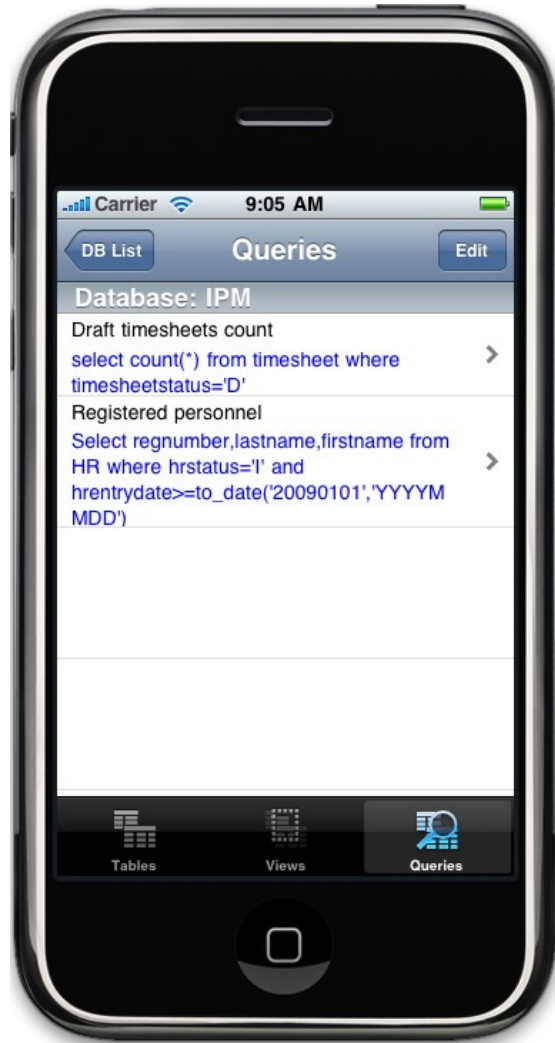 Carrier 9:05 AM
DB List Queries Edit
Database: IPM
Draft timesheets count
select count(*) from timesheet where
timesheetstatus='D'
Registered personnel
Select regnumber,lastname,firstname from
HR where hrstatus='I' and
hrentrydate>=to_date('20090101','YYYYM
MDD')
Tables Views Queries